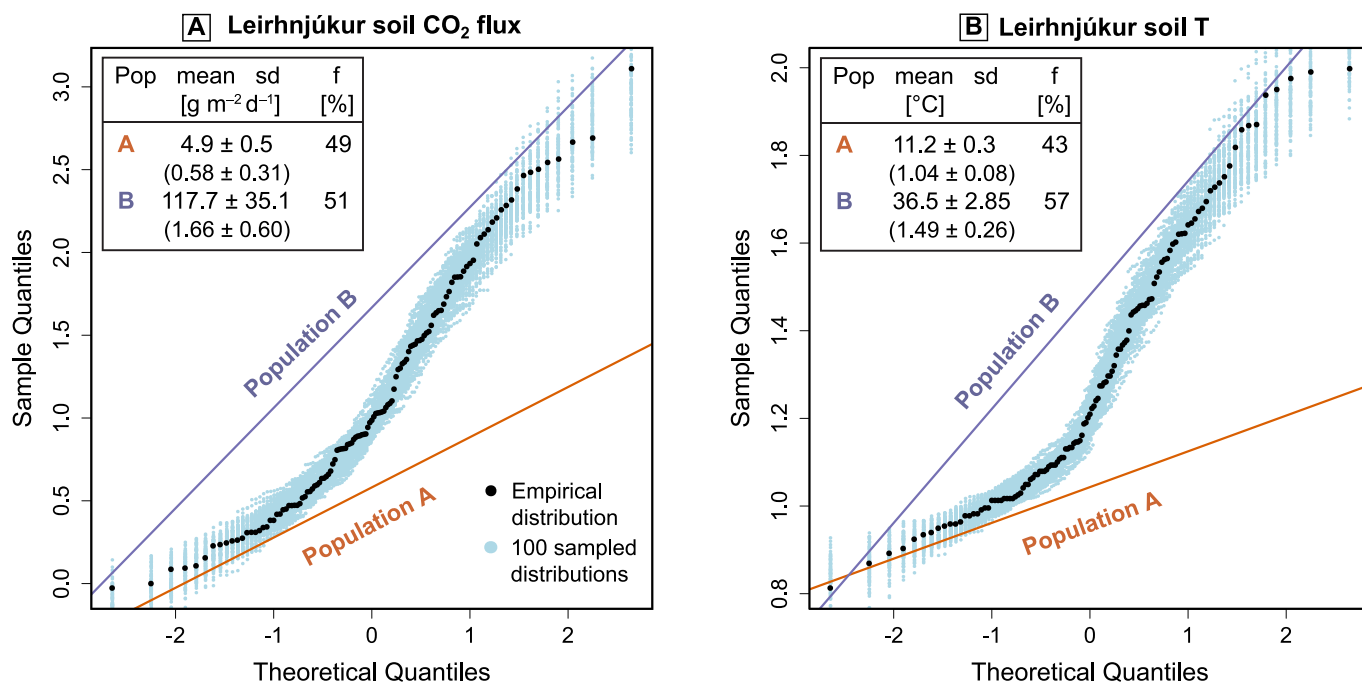 A Leirhnjúkur soil CO₂ flux
Pop mean sd f
[g m⁻² d⁻¹] [%]
A 4.9 ± 0.5 49
(0.58 ± 0.31)
B 117.7 ± 35.1 51
(1.66 ± 0.60)
Population B
Population A
Empirical
distribution
100 sampled
distributions
Sample Quantiles
0.0 0.5 1.0 1.5 2.0 2.5 3.0
-2 -1 0 1 2
Theoretical Quantiles
B Leirhnjúkur soil T
Pop mean sd f
[°C] [%]
A 11.2 ± 0.3 43
(1.04 ± 0.08)
B 36.5 ± 2.85 57
(1.49 ± 0.26)
Population B
Population A
Sample Quantiles
0.8 1.0 1.2 1.4 1.6 1.8 2.0
-2 -1 0 1 2
Theoretical Quantiles